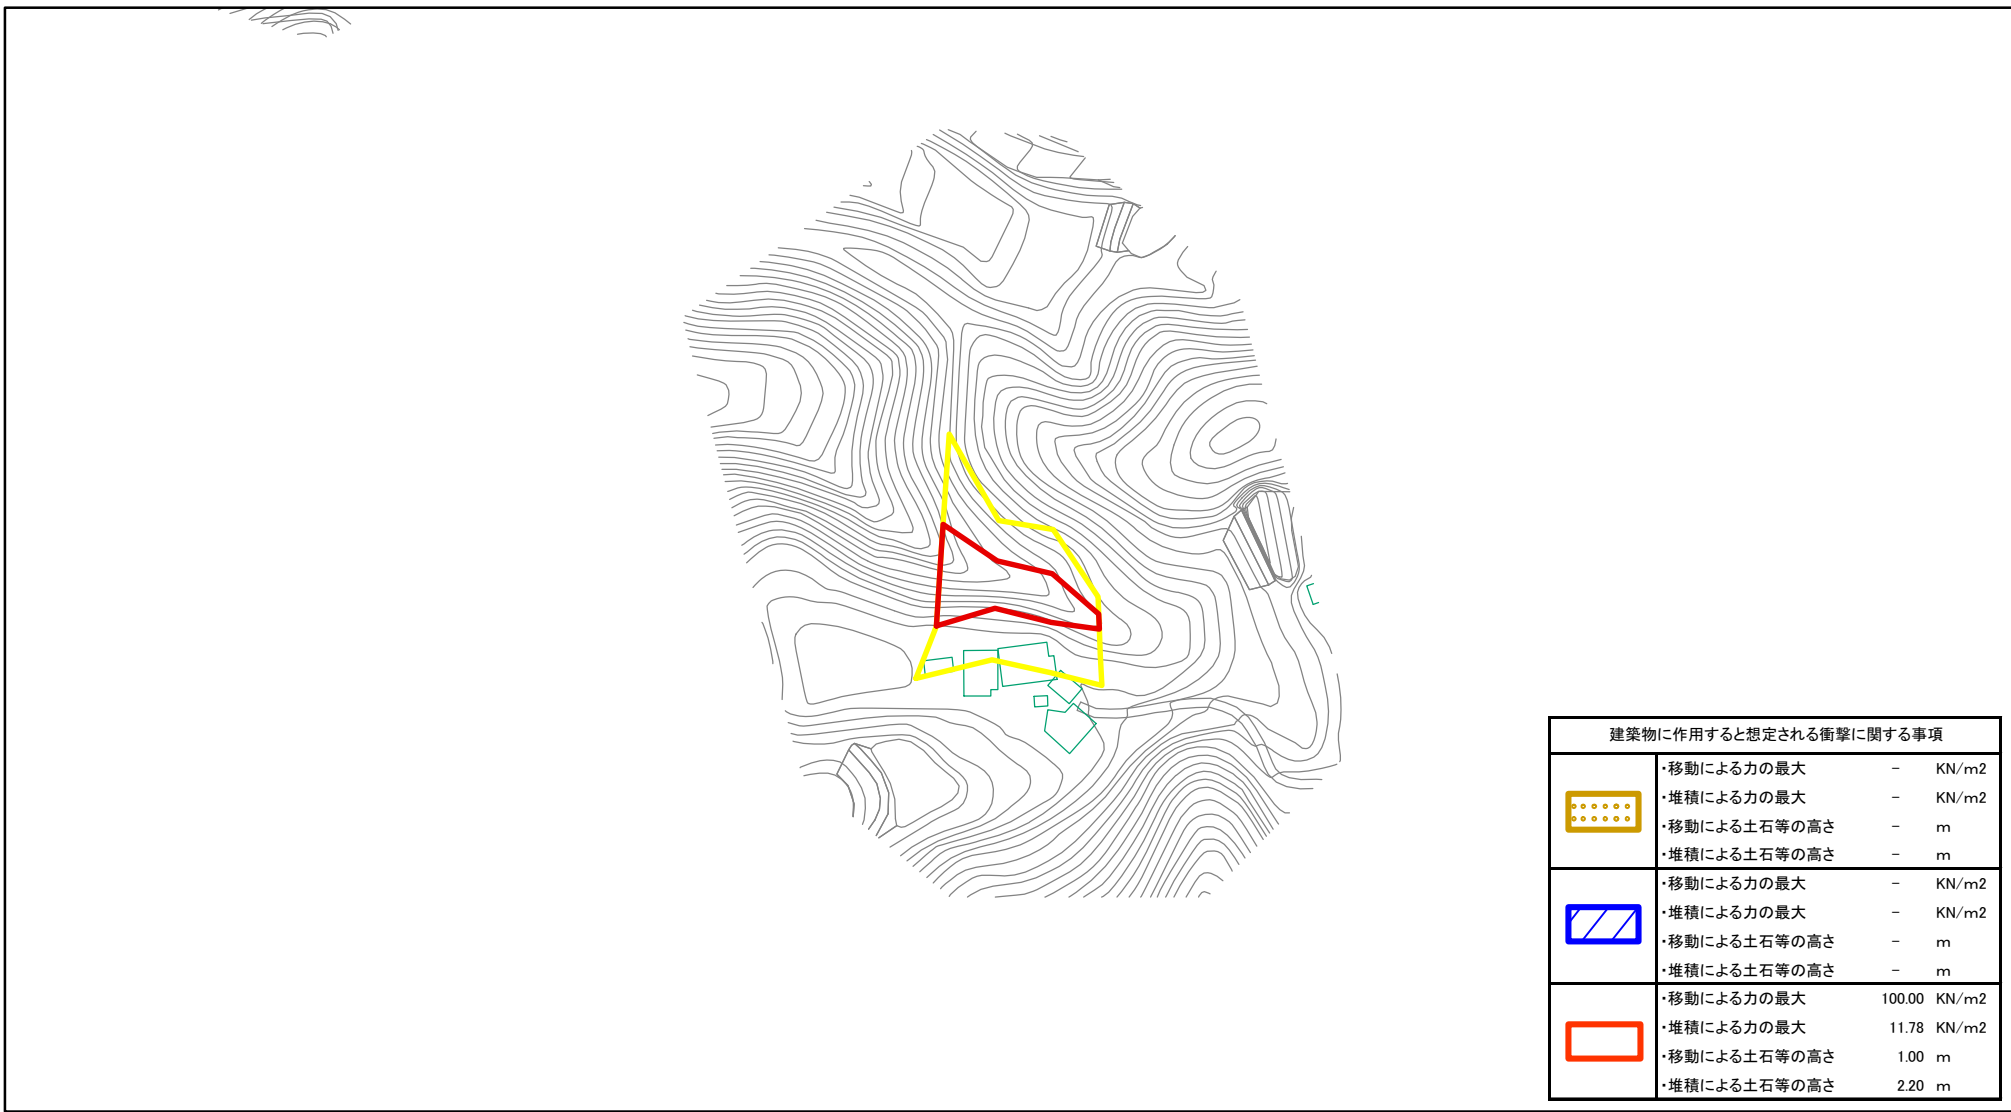 建築物に作用すると想定される衝撃に関する事項
・移動による力の最大 － KN/m2
・堆積による力の最大 － KN/m2
・移動による土石等の高さ － m
・堆積による土石等の高さ － m
・移動による力の最大 － KN/m2
・堆積による力の最大 － KN/m2
・移動による土石等の高さ － m
・堆積による土石等の高さ － m
・移動による力の最大 100.00 KN/m2
・堆積による力の最大 11.78 KN/m2
・移動による土石等の高さ 1.00 m
・堆積による土石等の高さ 2.20 m